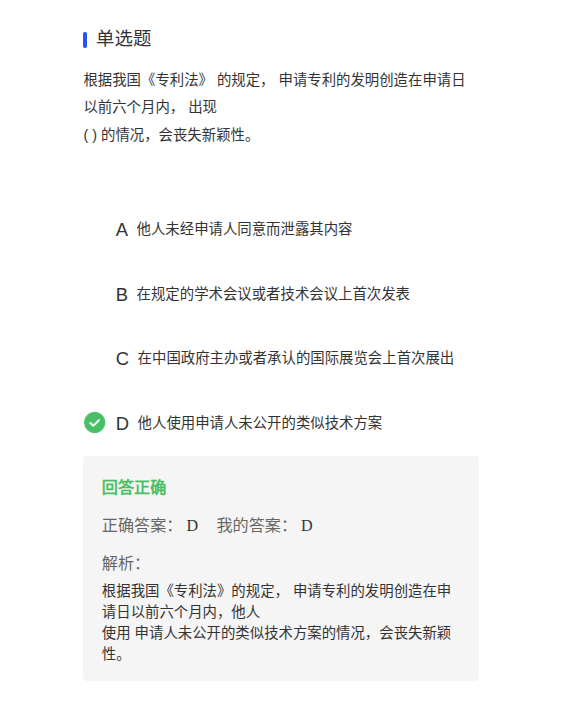 单选题
根据我国《专利法》 的规定， 申请专利的发明创造在申请日
以前六个月内， 出现
( ) 的情况，会丧失新颖性。
A 他人未经申请人同意而泄露其内容
B 在规定的学术会议或者技术会议上首次发表
C 在中国政府主办或者承认的国际展览会上首次展出
D 他人使用申请人未公开的类似技术方案
回答正确
正确答案： D 我的答案： D
解析：
根据我国《专利法》的规定， 申请专利的发明创造在申
请日以前六个月内，他人
使用 申请人未公开的类似技术方案的情况，会丧失新颖
性。